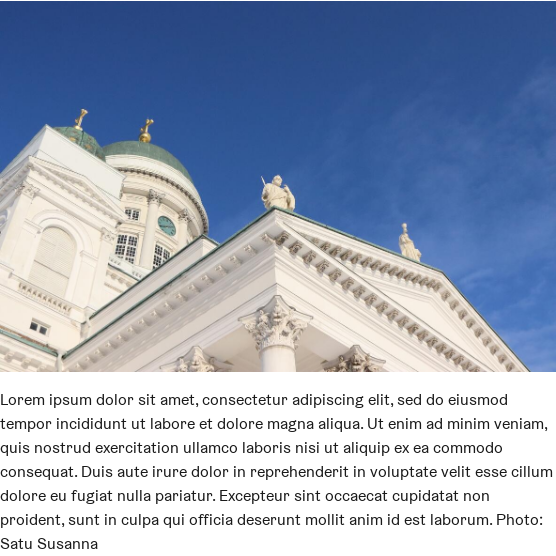 Lorem ipsum dolor sit amet, consectetur adipiscing elit, sed do eiusmod
tempor incididunt ut labore et dolore magna aliqua. Ut enim ad minim veniam,
quis nostrud exercitation ullamco laboris nisi ut aliquip ex ea commodo
consequat. Duis aute irure dolor in reprehenderit in voluptate velit esse cillum
dolore eu fugiat nulla pariatur. Excepteur sint occaecat cupidatat non
proident, sunt in culpa qui officia deserunt mollit anim id est laborum. Photo:
Satu Susanna